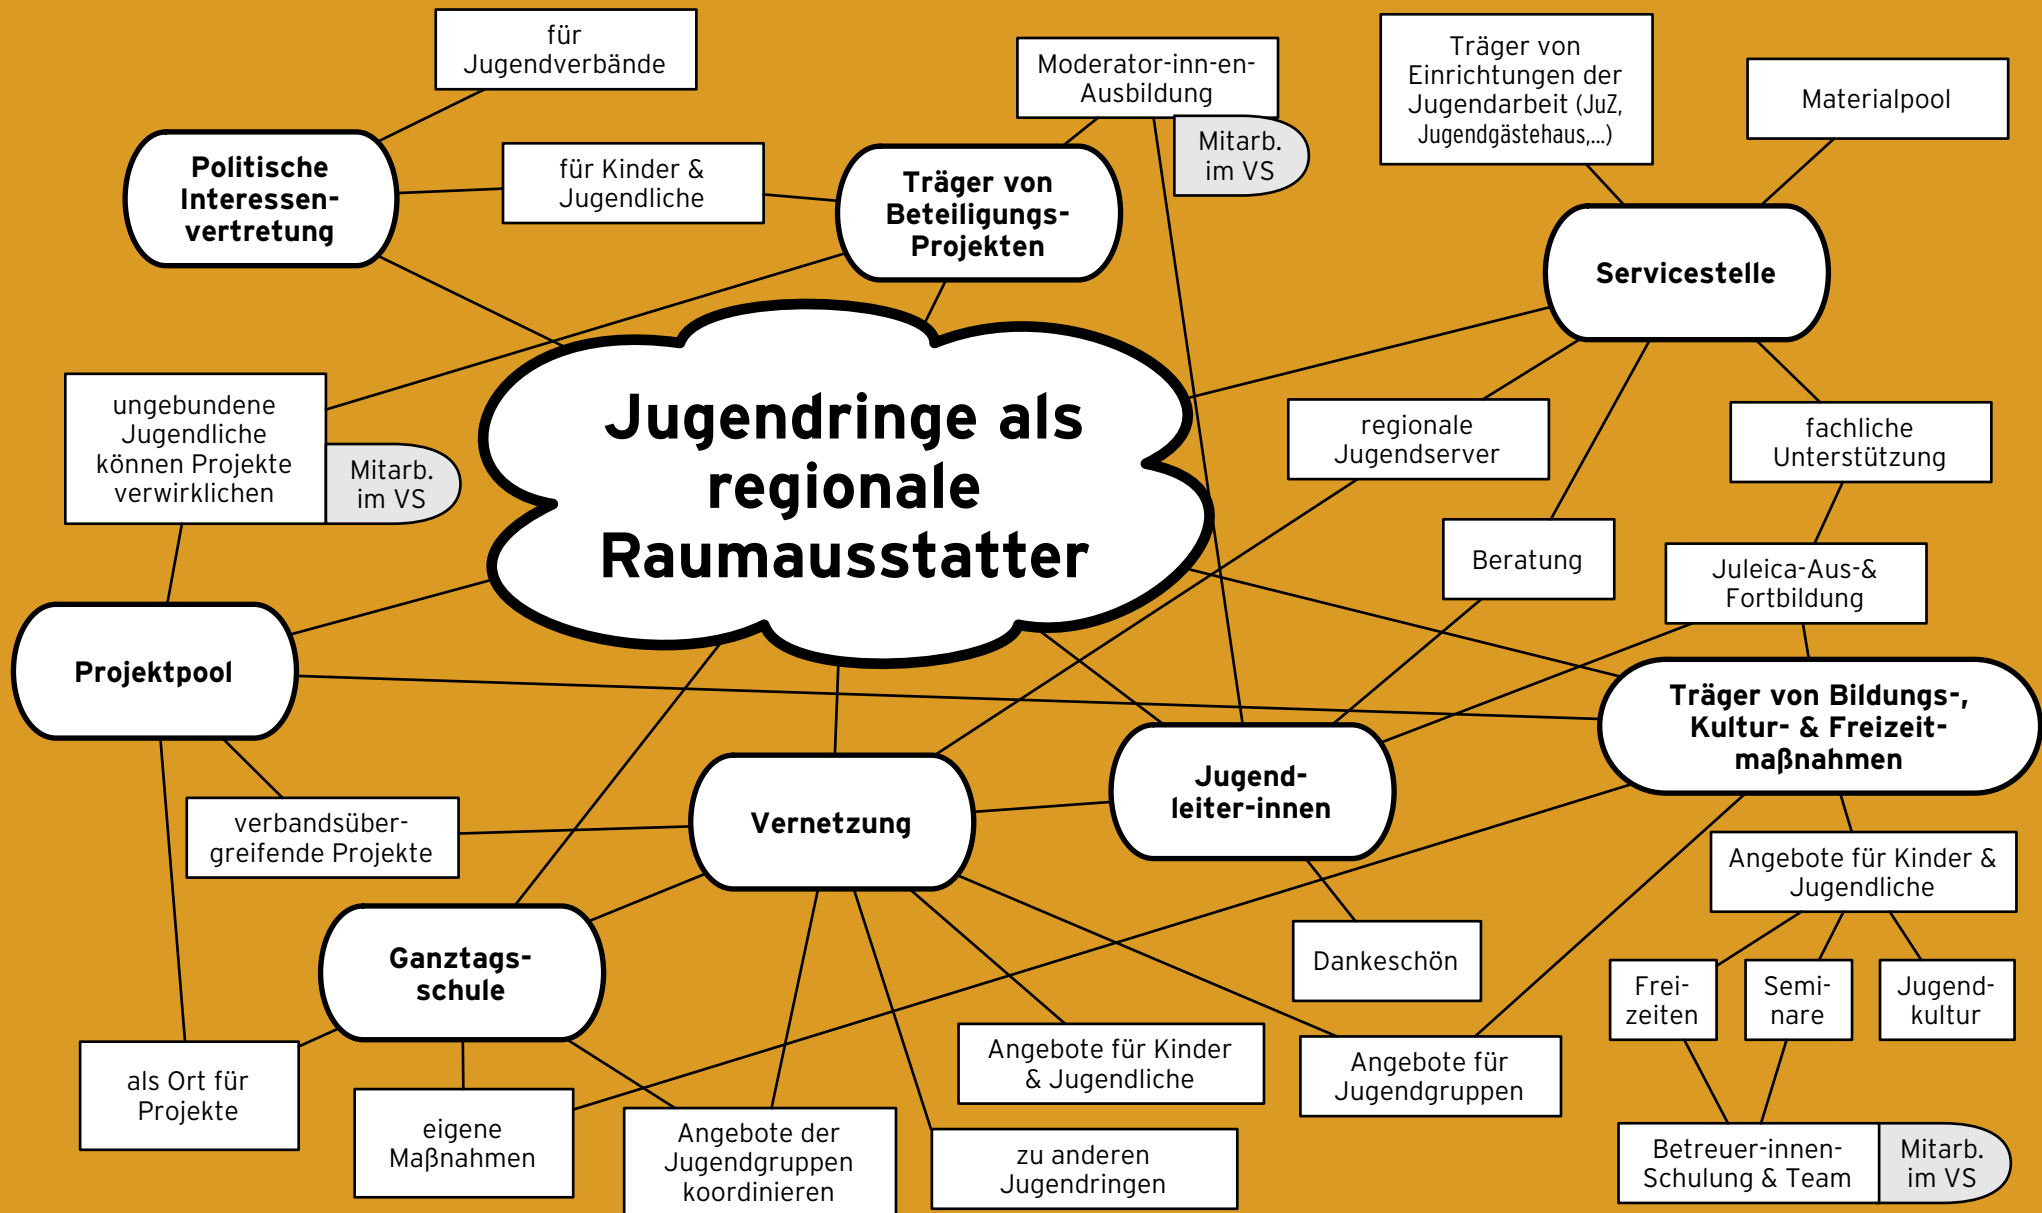 für
Jugendverbände
Moderator-inn-en-
Ausbildung
Mitarb.
im VS
Träger von
Einrichtungen der
Jugendarbeit (JuZ,
Jugendgästehaus,...)
Materialpool
Politische
Interessen-
vertretung
für Kinder &
Jugendliche
Träger von
Beteiligungs-
Projekten
Servicestelle
ungebundene
Jugendliche
können Projekte
verwirklichen
Mitarb.
im VS
Jugendringe als
regionale
Raumausstatter
regionale
Jugendserver
fachliche
Unterstützung
Beratung
Juleica-Aus-&
Fortbildung
Projektpool
Träger von Bildungs-,
Kultur- & Freizeit-
maßnahmen
verbandsüber-
greifende Projekte
Vernetzung
Jugend-
leiter-innen
Angebote für Kinder &
Jugendliche
Ganztags-
schule
Dankeschön
Frei-
zeiten
Semi-
nare
Jugend-
kultur
als Ort für
Projekte
eigene
Maßnahmen
Angebote der
Jugendgruppen
koordinieren
Angebote für Kinder
& Jugendliche
zu anderen
Jugendringen
Angebote für
Jugendgruppen
Betreuer-innen-
Schulung & Team
Mitarb.
im VS